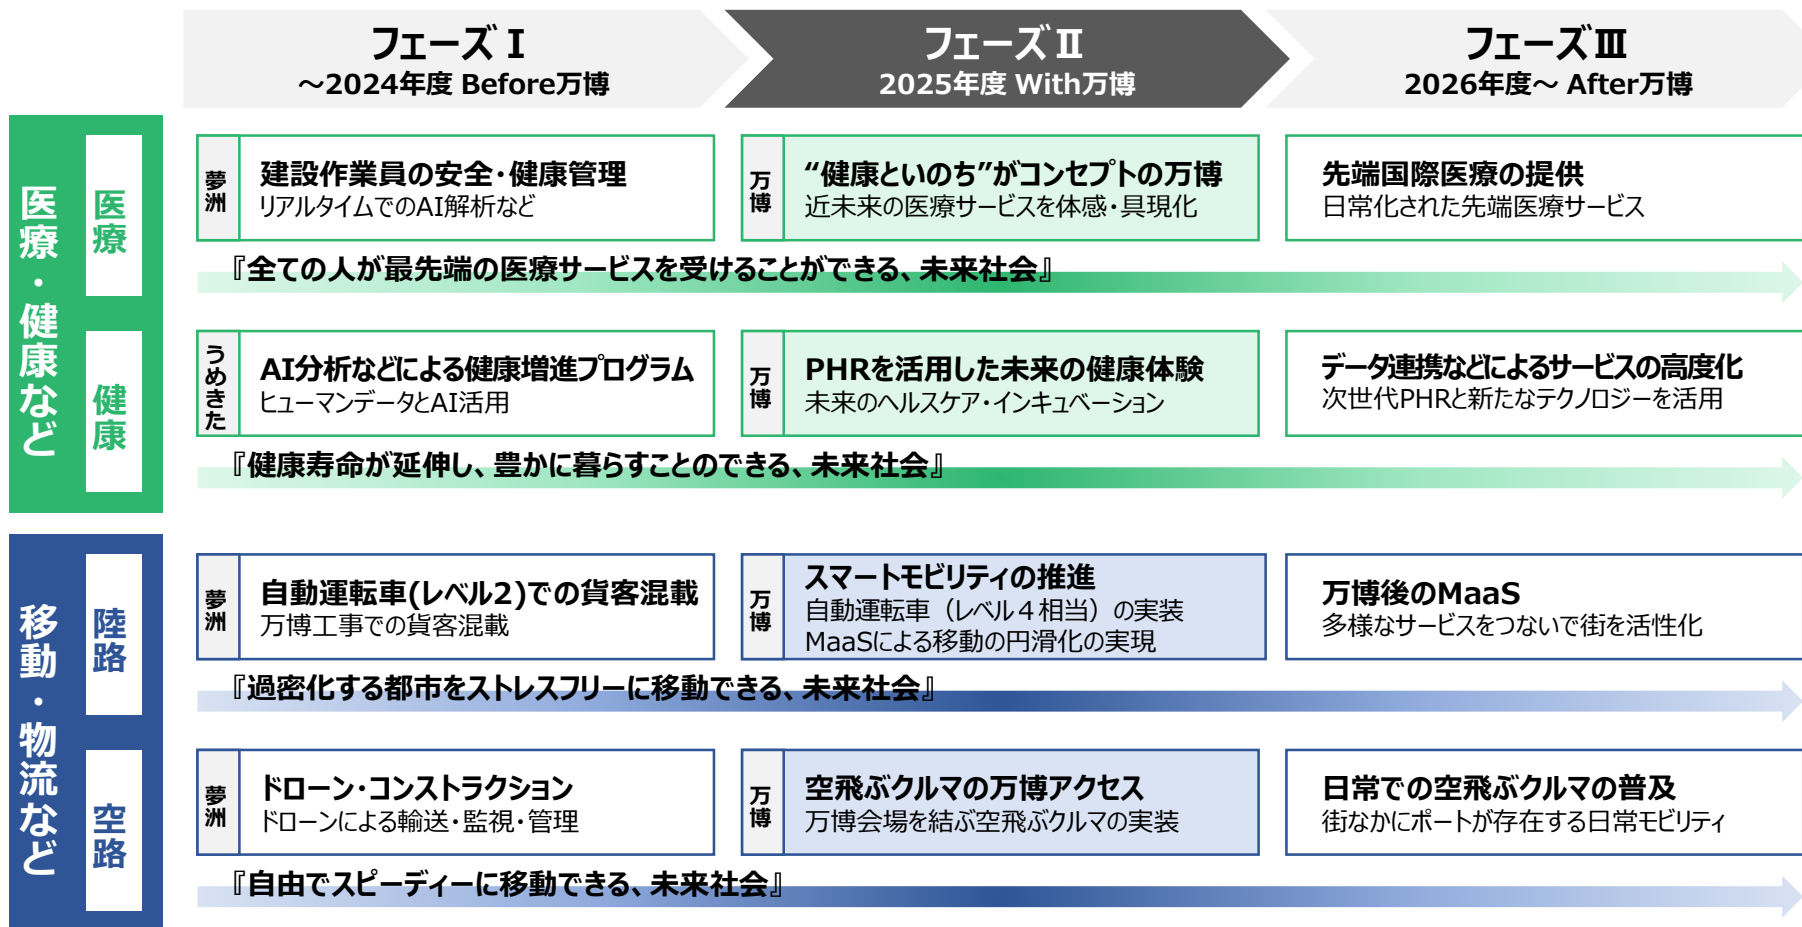 フェーズⅠ
～2024年度 Before万博
フェーズⅡ
2025年度 With万博
フェーズⅢ
2026年度～ After万博
医療・健康など
医療
夢洲
建設作業員の安全・健康管理
リアルタイムでのAI解析など
万博
“健康といのち”がコンセプトの万博
近未来の医療サービスを体感・具現化
先端国際医療の提供
日常化された先端医療サービス
『全ての人が最先端の医療サービスを受けることができる、未来社会』
健康
うめきた
AI分析などによる健康増進プログラム
ヒューマンデータとAI活用
万博
PHRを活用した未来の健康体験
未来のヘルスケア・インキュベーション
データ連携などによるサービスの高度化
次世代PHRと新たなテクノロジーを活用
『健康寿命が延伸し、豊かに暮らすことのできる、未来社会』
移動・物流など
陸路
夢洲
自動運転車(レベル2)での貨客混載
万博工事での貨客混載
万博
スマートモビリティの推進
自動運転車（レベル４相当）の実装
MaaSによる移動の円滑化の実現
万博後のMaaS
多様なサービスをつないで街を活性化
『過密化する都市をストレスフリーに移動できる、未来社会』
空路
夢洲
ドローン・コンストラクション
ドローンによる輸送・監視・管理
万博
空飛ぶクルマの万博アクセス
万博会場を結ぶ空飛ぶクルマの実装
日常での空飛ぶクルマの普及
街なかにポートが存在する日常モビリティ
『自由でスピーディーに移動できる、未来社会』